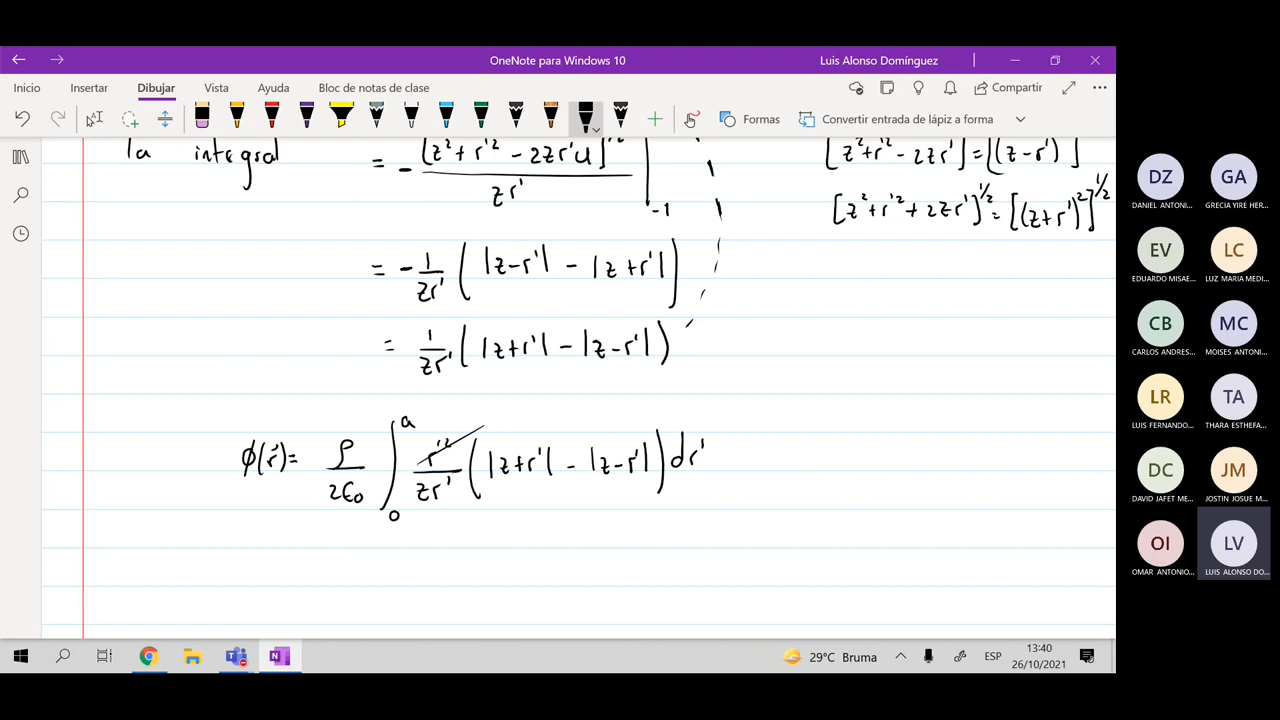 OneNote para Windows 10
Luis Alonso Domínguez
Inicio Insertar Dibujar Vista Ayuda Bloc de notas de clase Compartir
Formas Convertir entrada de lápiz a forma
la integral = - [z² + r'² - 2zr'u]^1/2 / zr' |_-1
[z² + r'² - 2zr'] = [(z-r')
[z² + r'² + 2zr']^1/2 = [(z+r')²]^1/2
= - 1/zr' ( |z-r'| - |z+r'| )
= 1/zr' ( |z+r'| - |z-r'| )
ϕ(r⃗) = ρ/2ϵ₀ ∫₀^a r'²/zr' ( |z+r'| - |z-r'| ) dr'
DZ GA
DANIEL ANTONI... GRECIA YIRE HER...
EV LC
EDUARDO MISAE... LUZ MARIA MEDI...
CB MC
CARLOS ANDRES... MOISES ANTONI...
LR TA
LUIS FERNANDO... THARA ESTHEFA...
DC JM
DAVID JAFET ME... JOSTIN JOSUE M...
OI LV
OMAR ANTONIO... LUIS ALONSO DO...
29°C Bruma ESP 13:40
26/10/2021